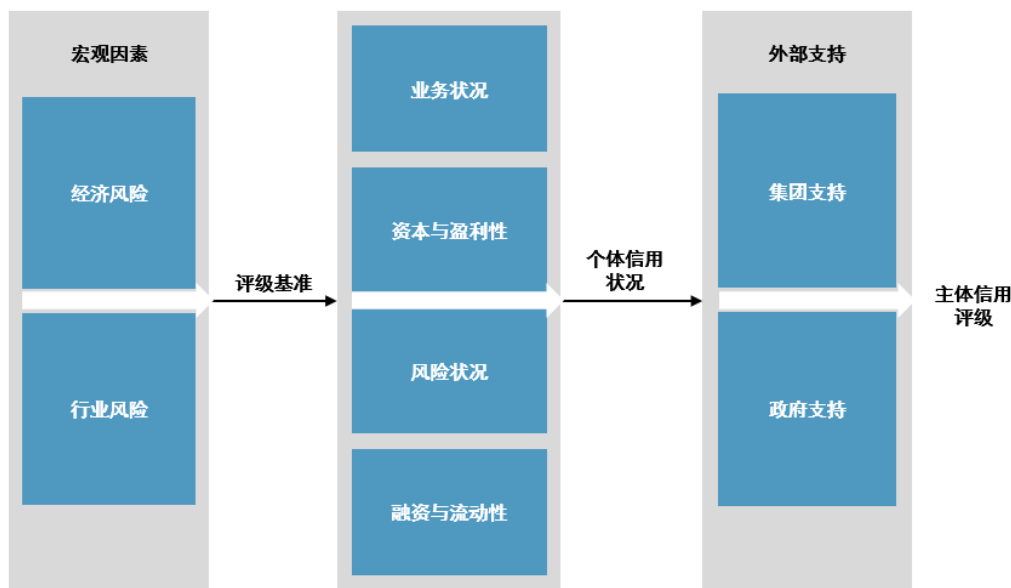 宏观因素
经济风险
行业风险
评级基准
业务状况
资本与盈利性
风险状况
融资与流动性
个体信用
状况
外部支持
集团支持
政府支持
主体信用
评级